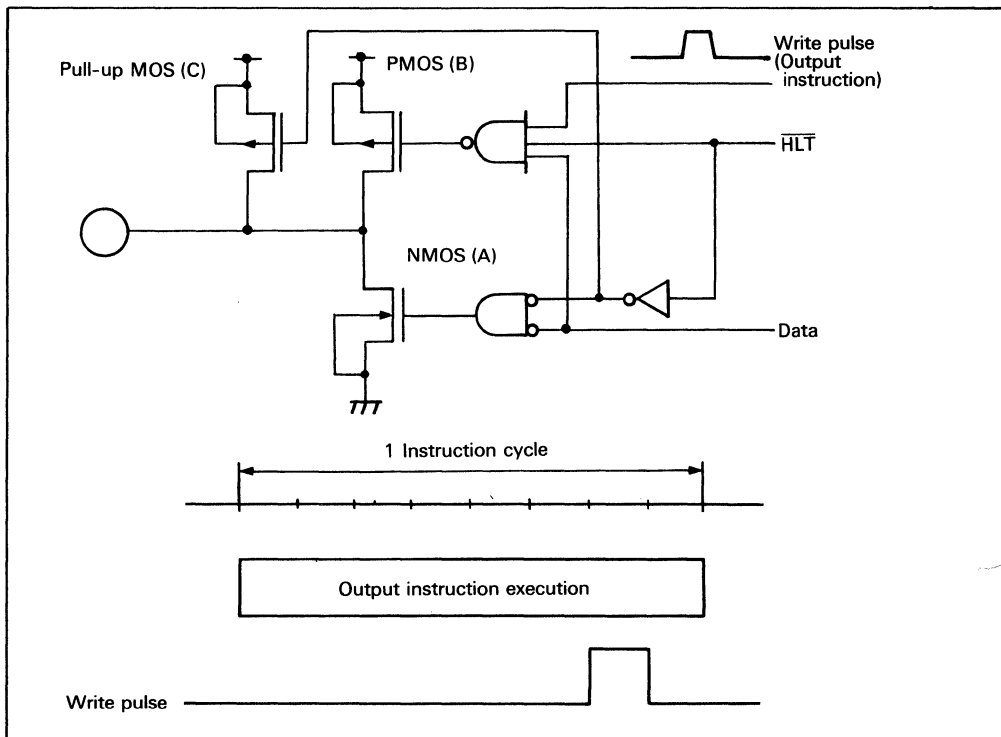 Write pulse
(Output
instruction)
Pull-up MOS (C)
PMOS (B)
HLT
NMOS (A)
Data
1 Instruction cycle
Output instruction execution
Write pulse